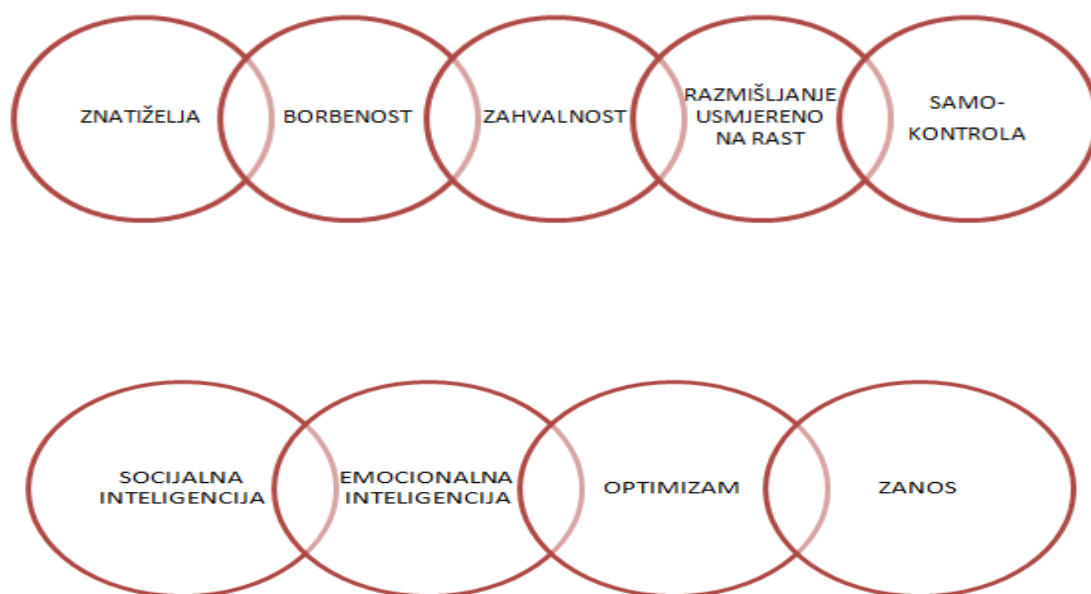 ZNATIŽELJA
BORBENOST
ZAHVALNOST
RAZMIŠLJANJE
USMJERENO
NA RAST
SAMO-
KONTROLA
SOCIJALNA
INTELIGENCIJA
EMOCIONALNA
INTELIGENCIJA
OPTIMIZAM
ZANOS